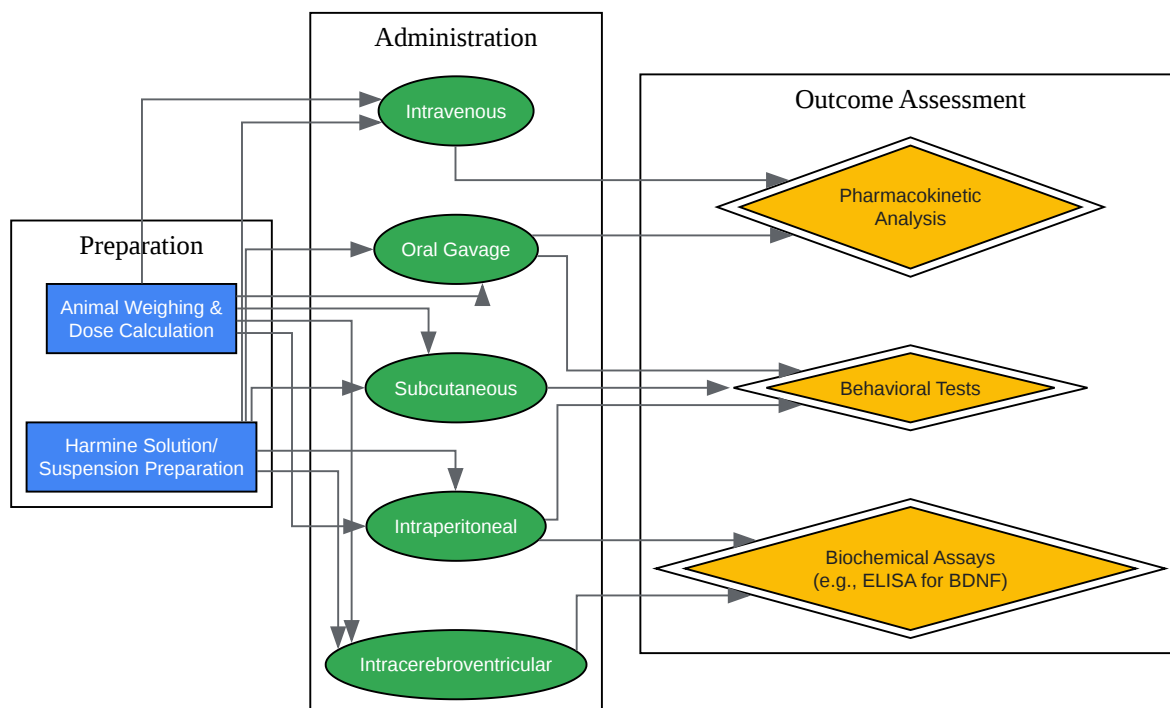 Preparation
Animal Weighing &
Dose Calculation
Harmine Solution/
Suspension Preparation
Administration
Intravenous
Oral Gavage
Subcutaneous
Intraperitoneal
Intracerebroventricular
Outcome Assessment
Pharmacokinetic
Analysis
Behavioral Tests
Biochemical Assays
(e.g., ELISA for BDNF)